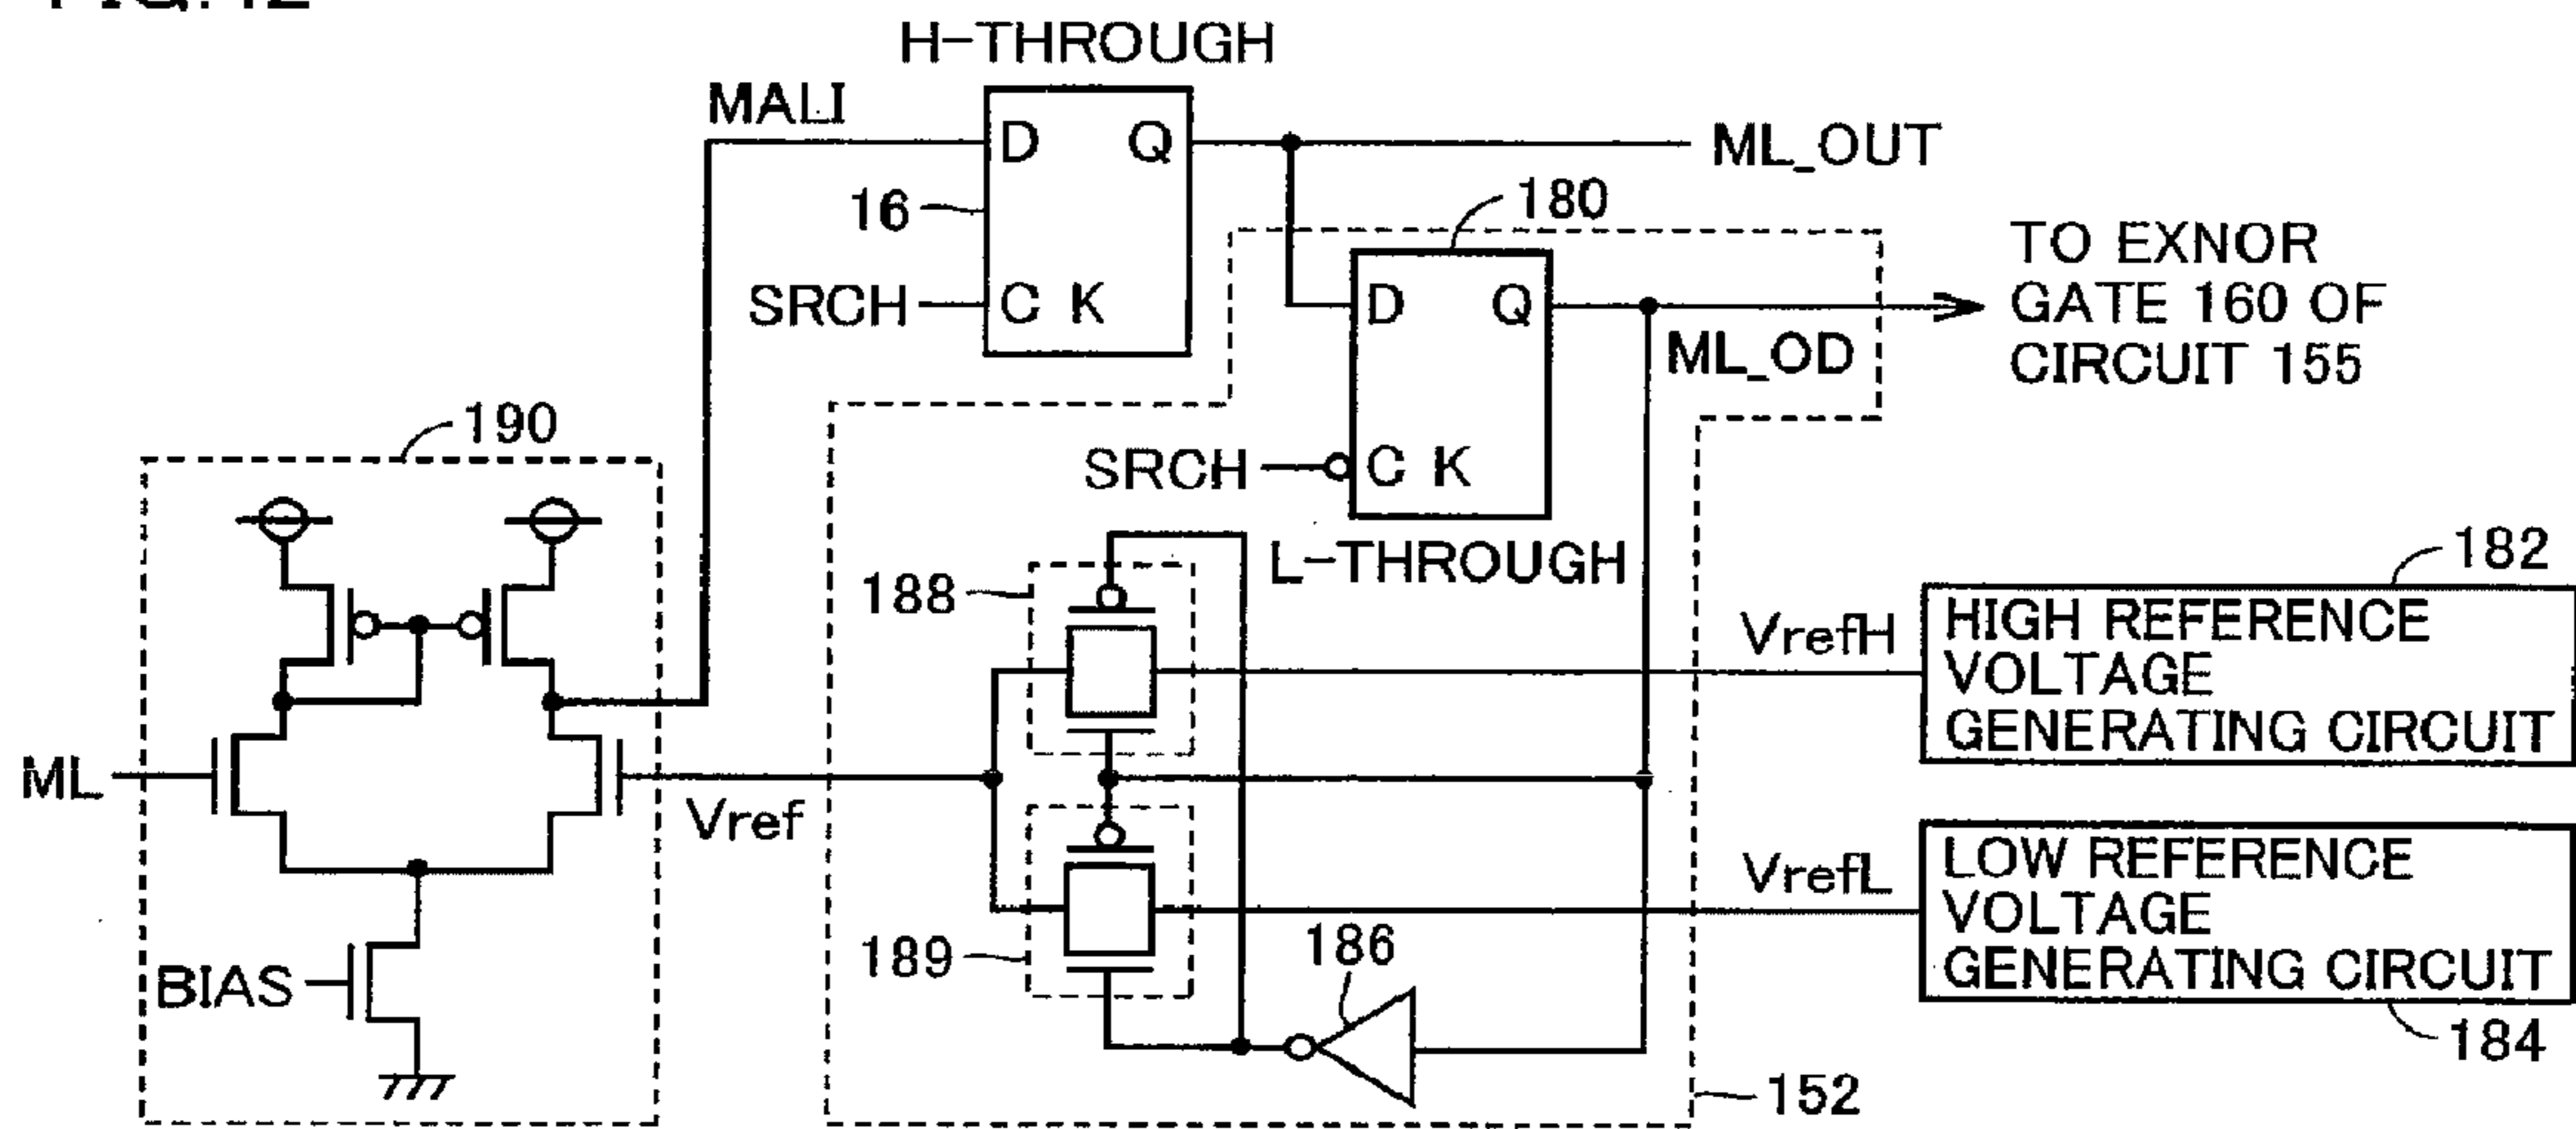 H-THROUGH
MALI
D Q
ML_OUT
16
180
SRCH
C K
TO EXNOR
GATE 160 OF
CIRCUIT 155
D Q
ML_OD
190
SRCH
C K
L-THROUGH
182
188
VrefH
HIGH REFERENCE
VOLTAGE
GENERATING CIRCUIT
ML
Vref
VrefL
LOW REFERENCE
VOLTAGE
GENERATING CIRCUIT
189
186
BIAS
184
152